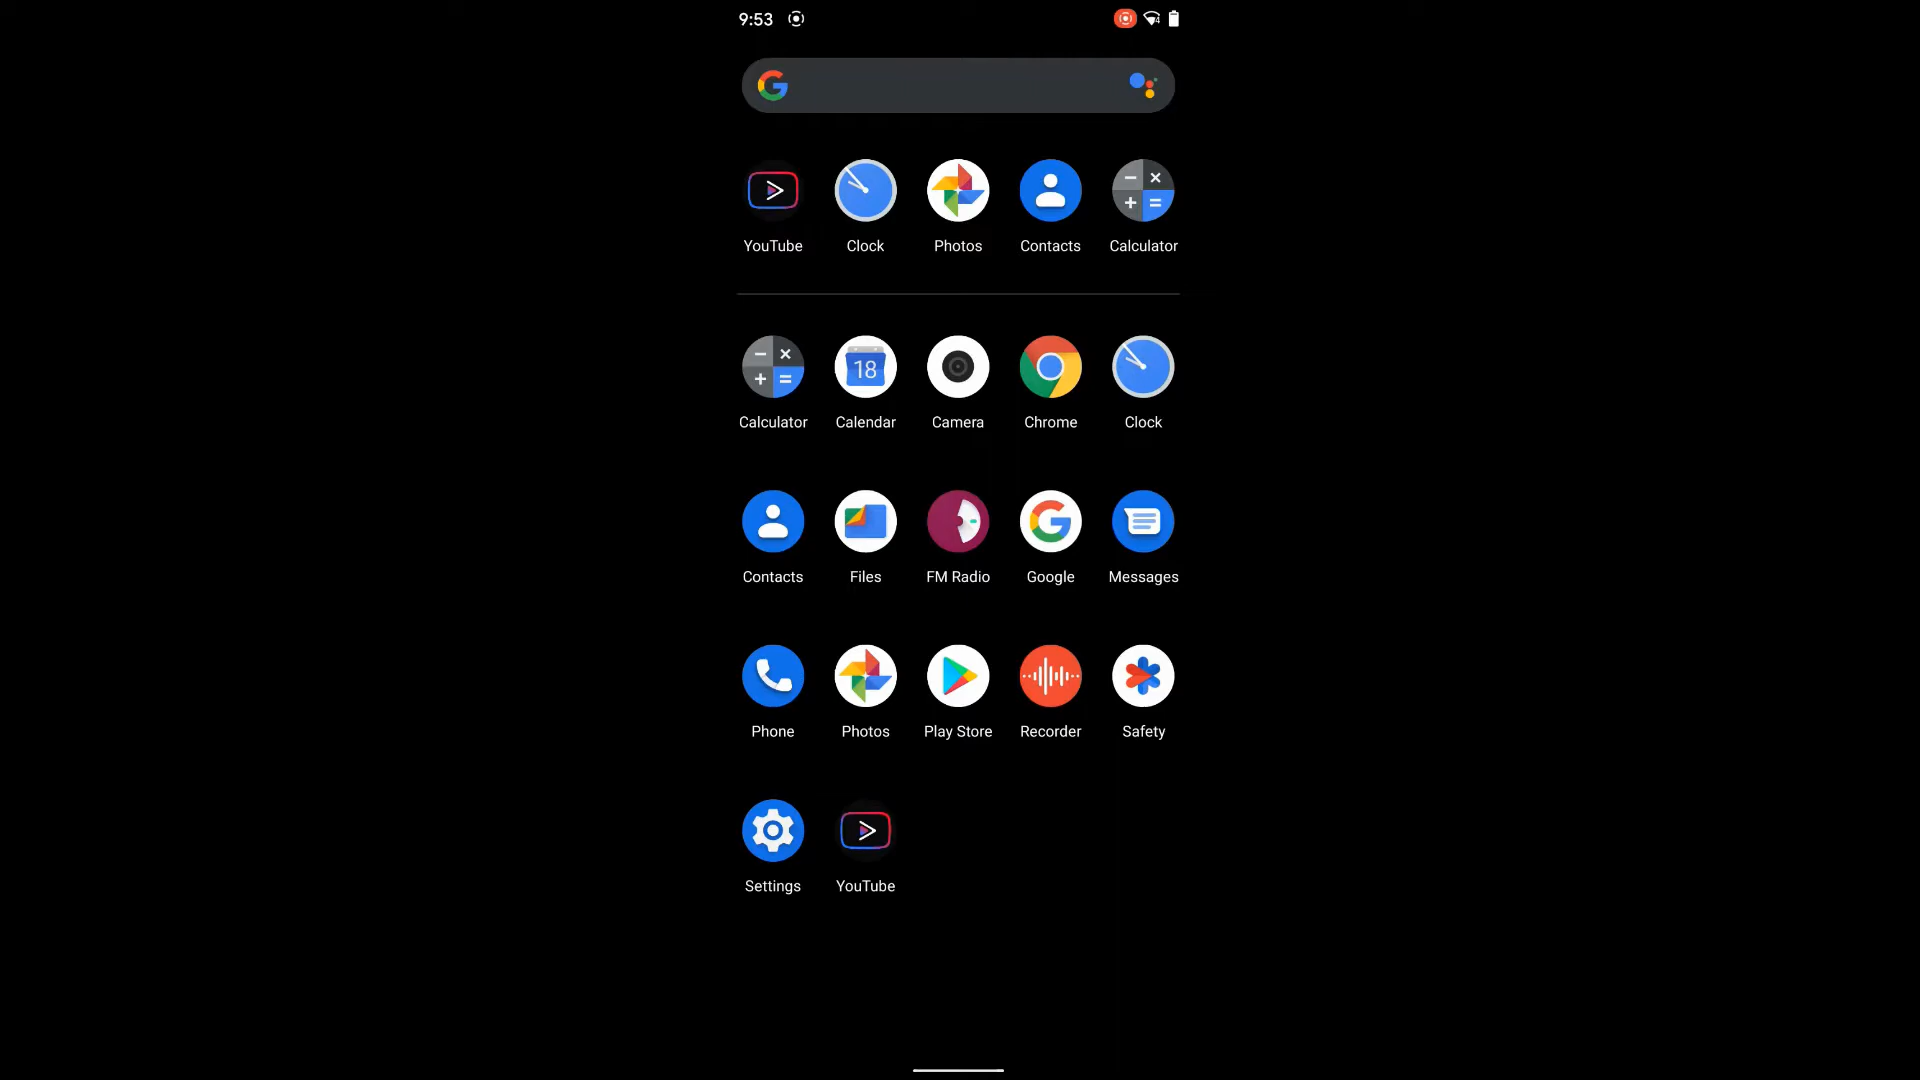 9:53
YouTube Clock Photos Contacts Calculator
18
Calculator Calendar Camera Chrome Clock
Contacts Files FM Radio Google Messages
Phone Photos Play Store Recorder Safety
Settings YouTube